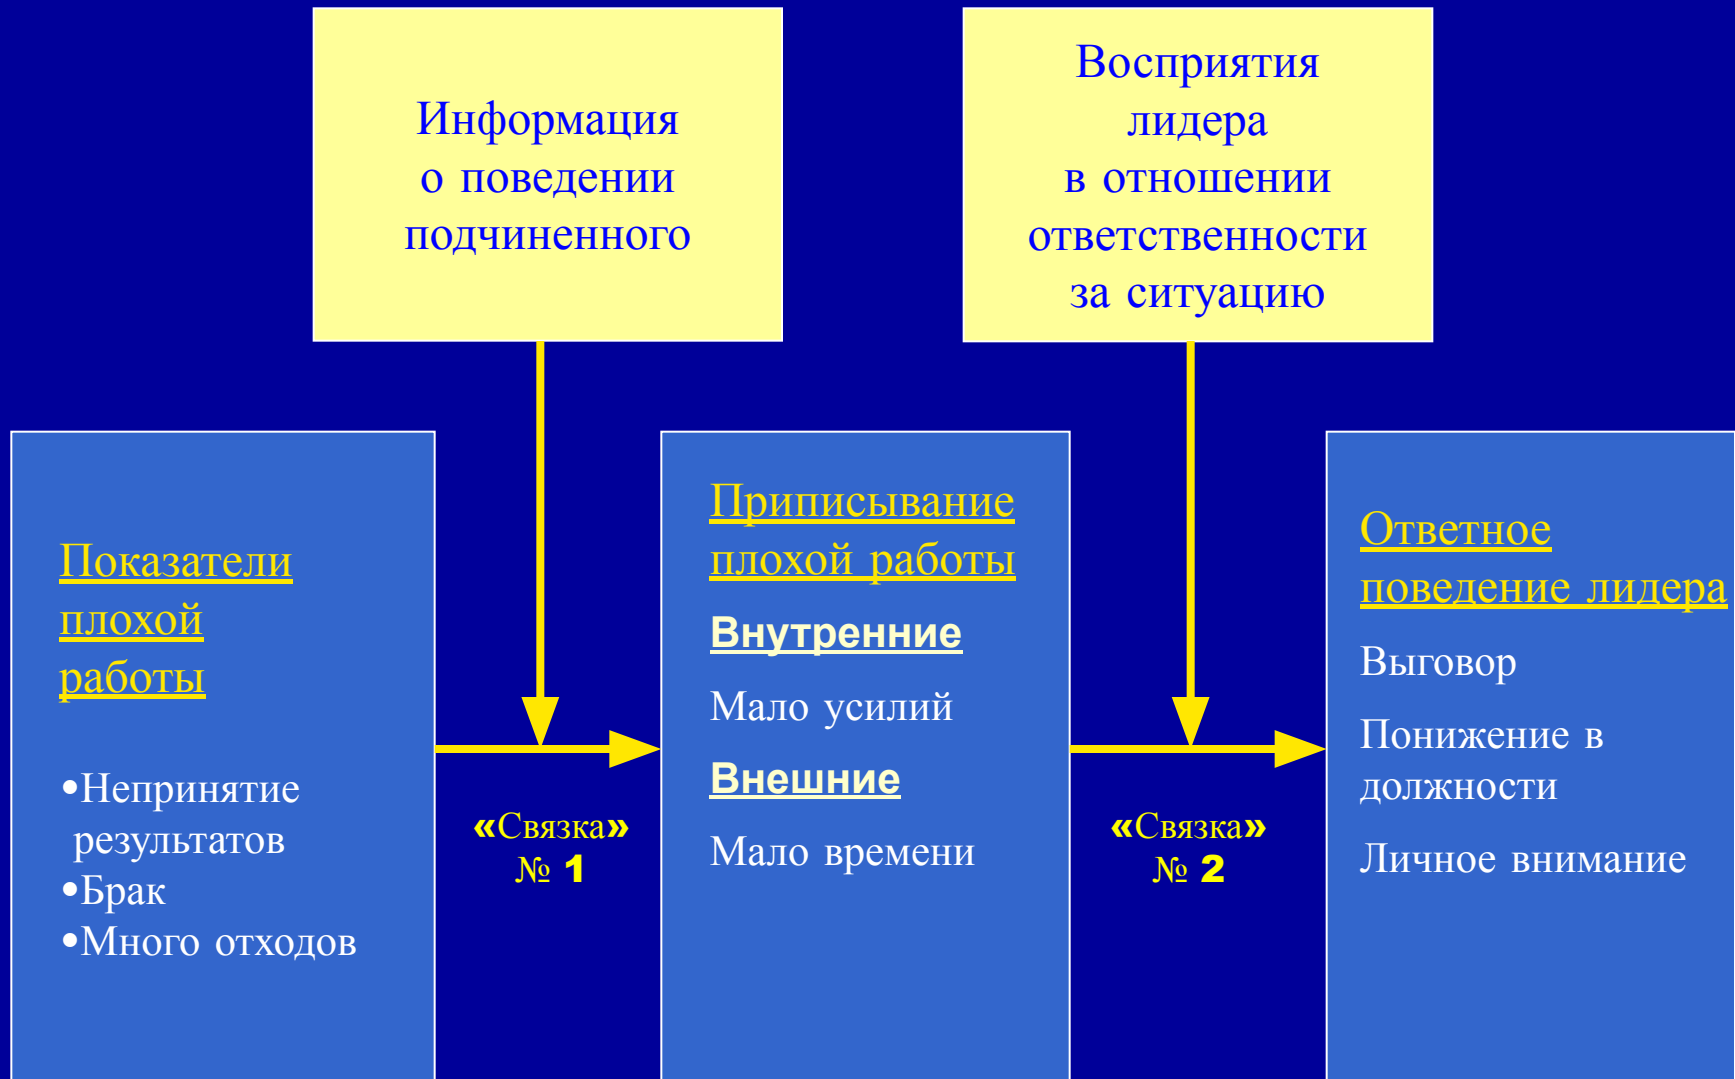 Информация
о поведении
подчиненного
Восприятия
лидера
в отношении
ответственности
за ситуацию
Показатели
плохой
работы
•Непринятие
результатов
•Брак
•Много отходов
«Связка»
№ 1
Приписывание
плохой работы
Внутренние
Мало усилий
Внешние
Мало времени
«Связка»
№ 2
Ответное
поведение лидера
Выговор
Понижение в
должности
Личное внимание